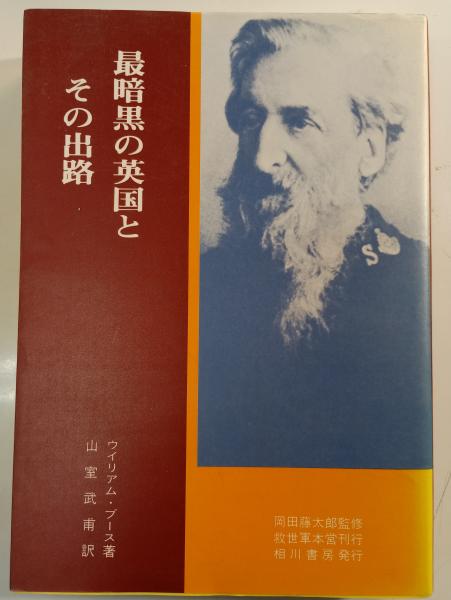 最暗黒の英国と
その出路
ウイリアム・ブース著
山室武甫訳
S
岡田藤太郎監修
救世軍本営刊行
相川書房発行